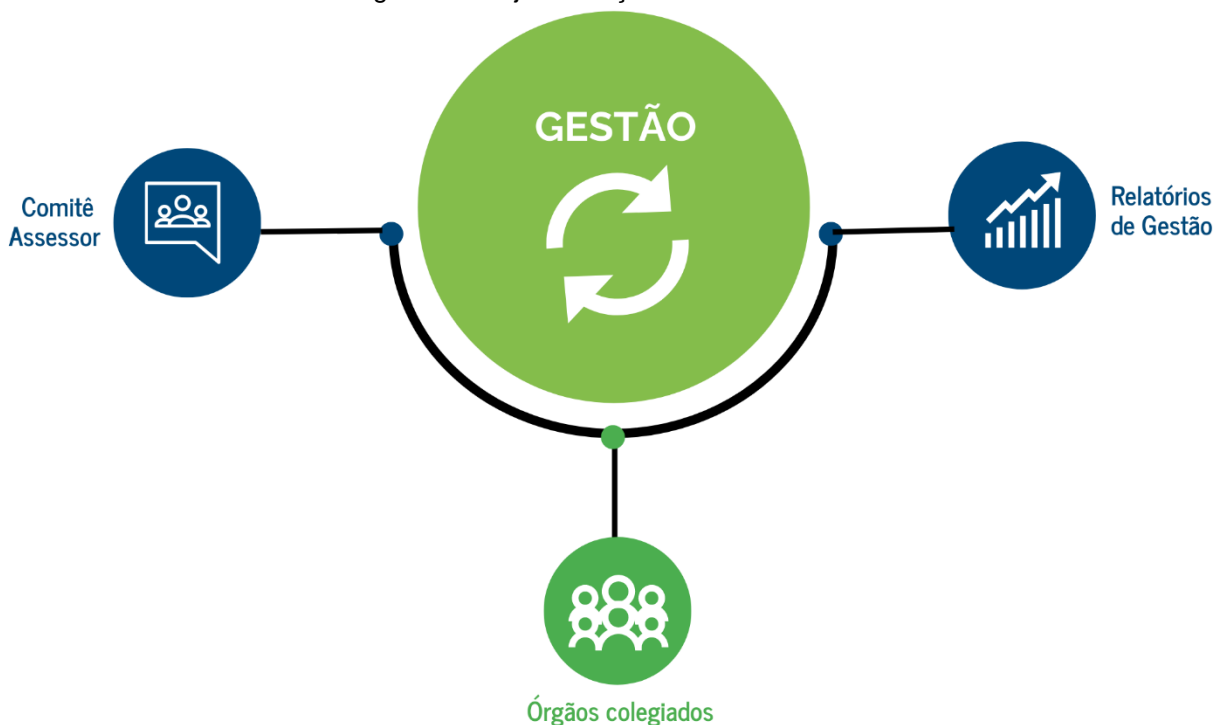 GESTÃO
Comitê
Assessor
Relatórios
de Gestão
Órgãos colegiados